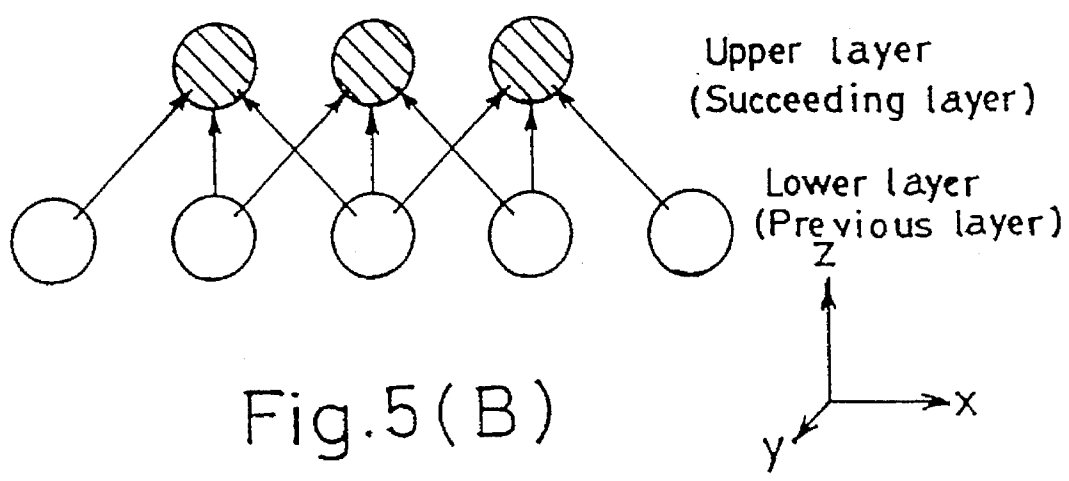 Upper layer
(Succeeding layer)
Lower layer
(Previous layer)
z
x
y
Fig.5(B)